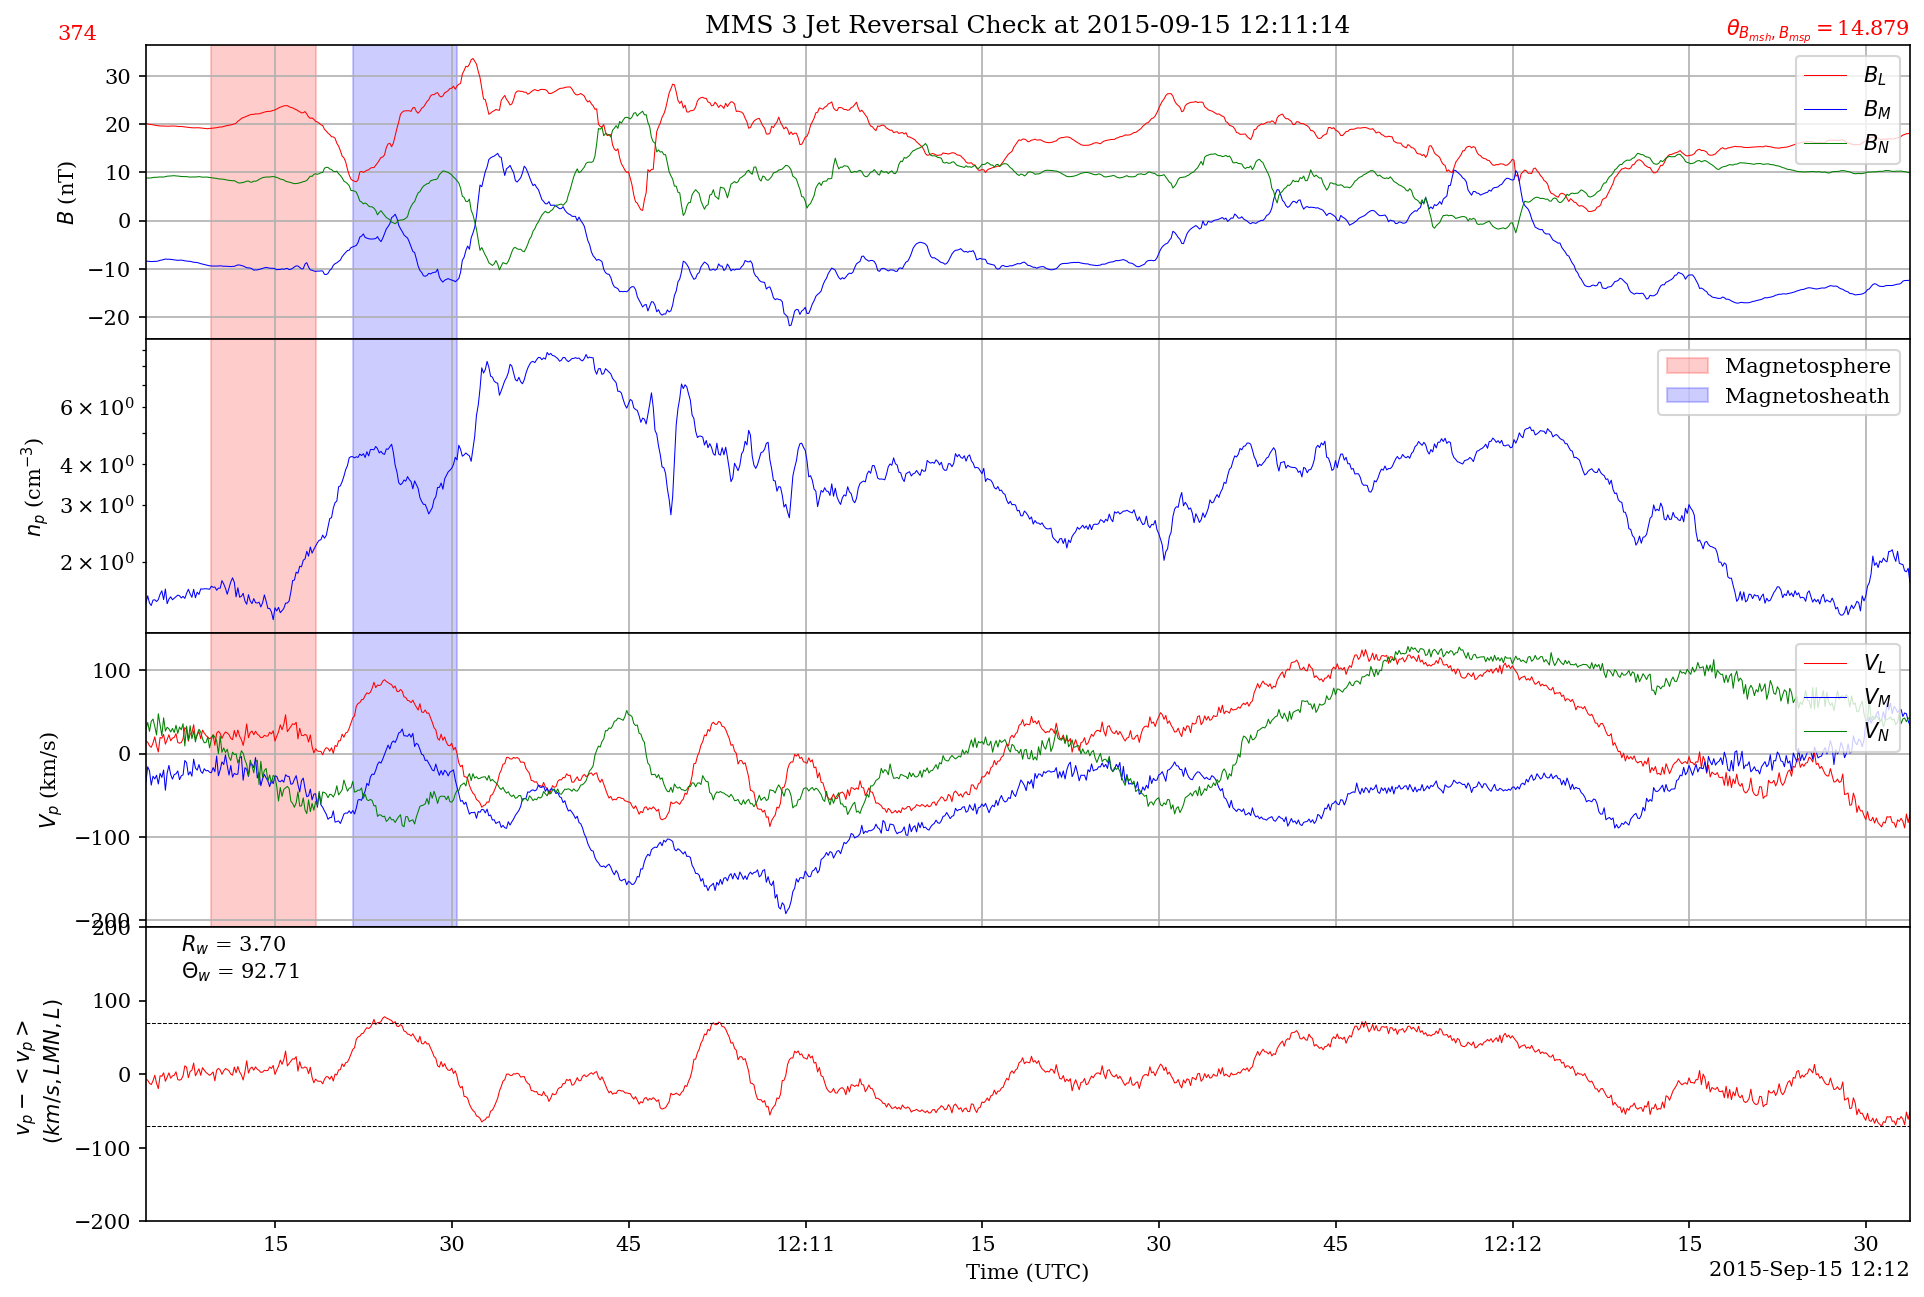 MMS 3 Jet Reversal Check at 2015-09-15 12:11:14
374
θ_{B_{msh}, B_{msp}} = 14.879
30
20
10
0
−10
−20
B (nT)
B_L
B_M
B_N
6 × 10^0
4 × 10^0
3 × 10^0
2 × 10^0
n_p (cm^{−3})
Magnetosphere
Magnetosheath
100
0
−100
−200
V_p (km/s)
V_L
V_M
V_N
200
100
0
−100
−200
v_p − < v_p >
(km/s, LMN, L)
R_w = 3.70
Θ_w = 92.71
15
30
45
12:11
15
30
45
12:12
15
30
Time (UTC)
2015-Sep-15 12:12